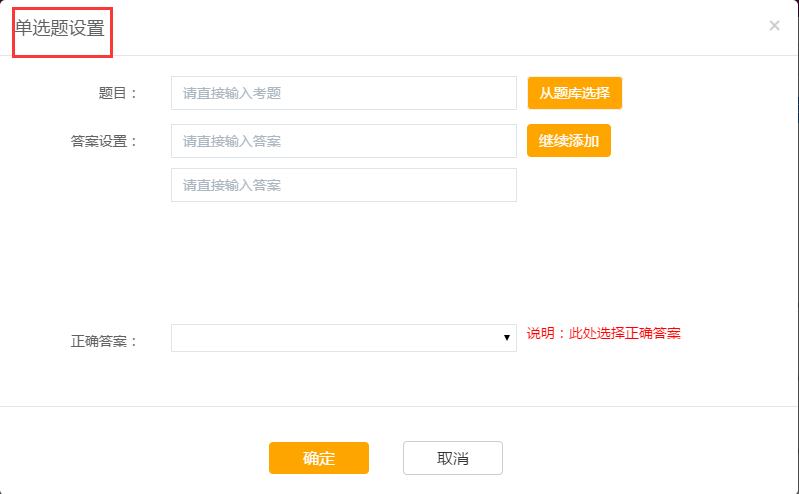 单选题设置
×
题目： 请直接输入考题 从题库选择
答案设置： 请直接输入答案 继续添加
请直接输入答案
正确答案： 说明：此处选择正确答案
确定 取消